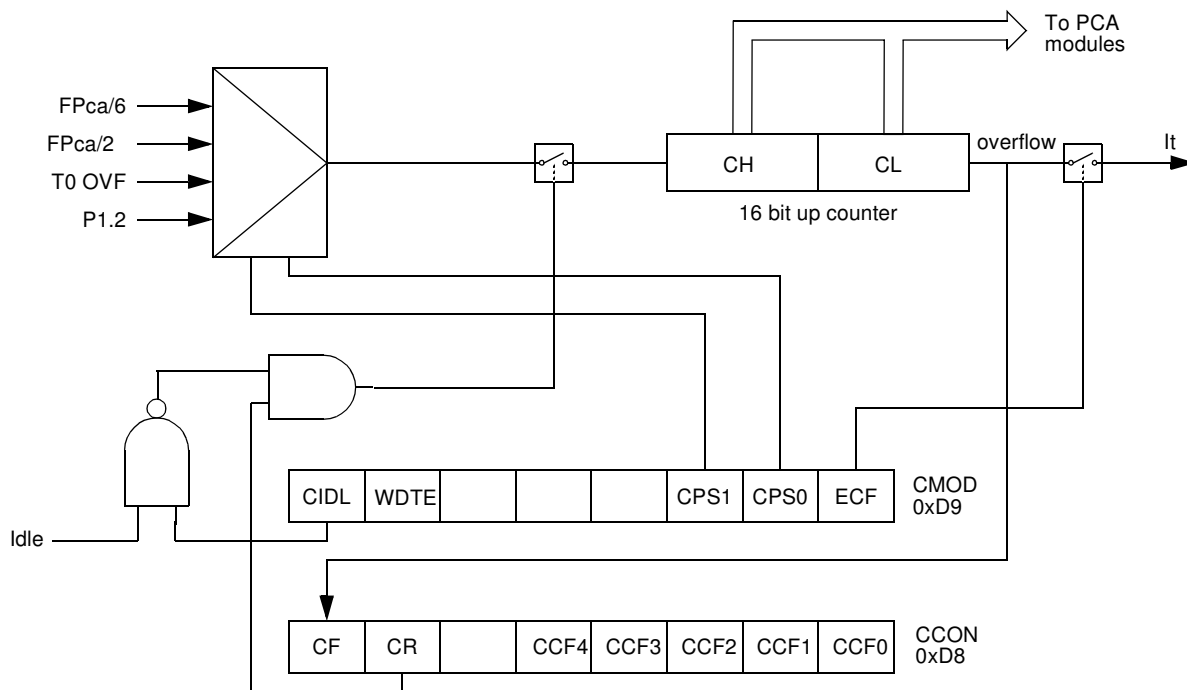 To PCA
modules
FPca/6
FPca/2
T0 OVF
P1.2
CH
CL
overflow
It
16 bit up counter
CIDL
WDTE
CPS1
CPS0
ECF
CMOD
0xD9
Idle
CF
CR
CCF4
CCF3
CCF2
CCF1
CCF0
CCON
0xD8